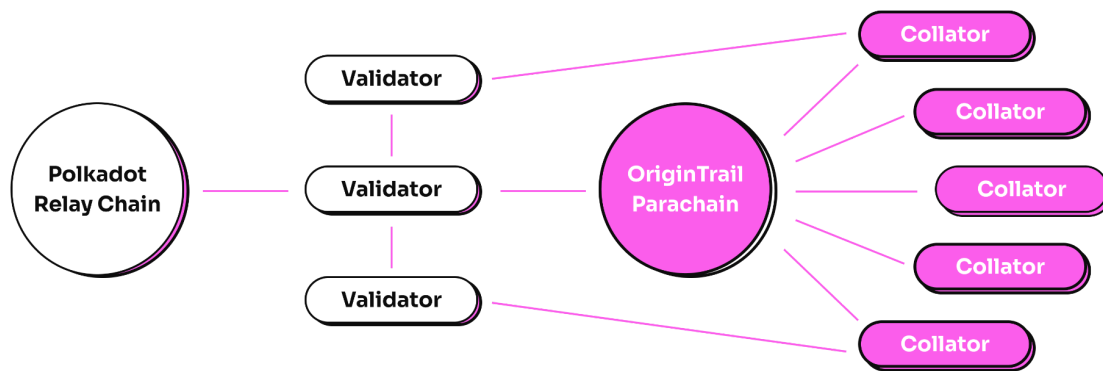 Polkadot
Relay Chain
Validator
Validator
Validator
OriginTrail
Parachain
Collator
Collator
Collator
Collator
Collator